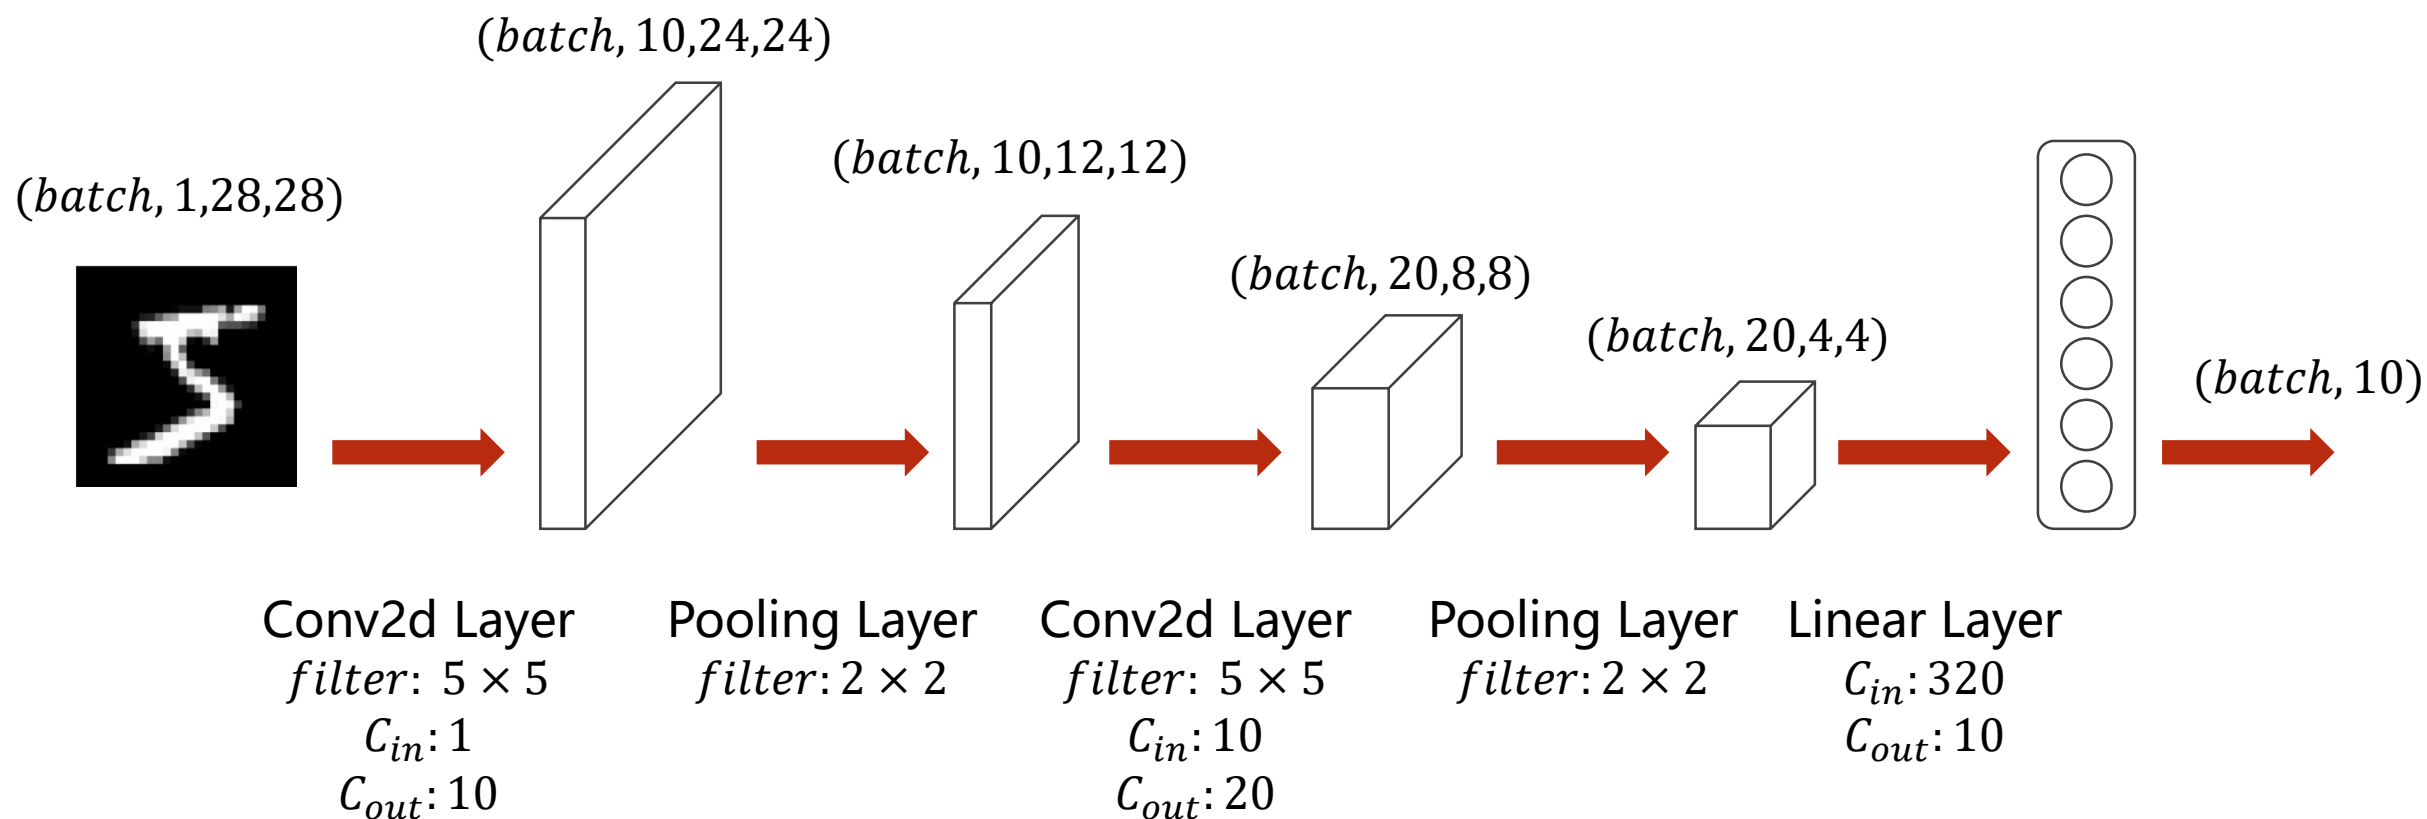 (batch, 10,24,24)
(batch, 10,12,12)
(batch, 1,28,28)
(batch, 20,8,8)
(batch, 20,4,4)
(batch, 10)
Conv2d Layer
filter: 5 × 5
C_in: 1
C_out: 10
Pooling Layer
filter: 2 × 2
Conv2d Layer
filter: 5 × 5
C_in: 10
C_out: 20
Pooling Layer
filter: 2 × 2
Linear Layer
C_in: 320
C_out: 10